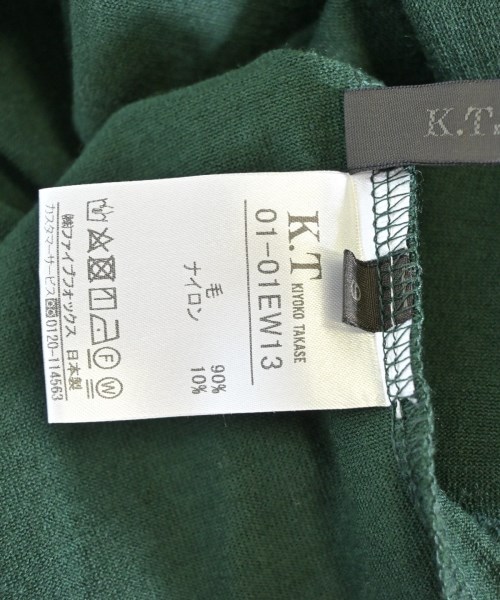 K.T
K.T
KIYOKO TAKASE
01-01EW13
毛 90%
ナイロン 10%
F W
㈱ファイブフォックス 日本製
カスタマーサービス 0120-114563